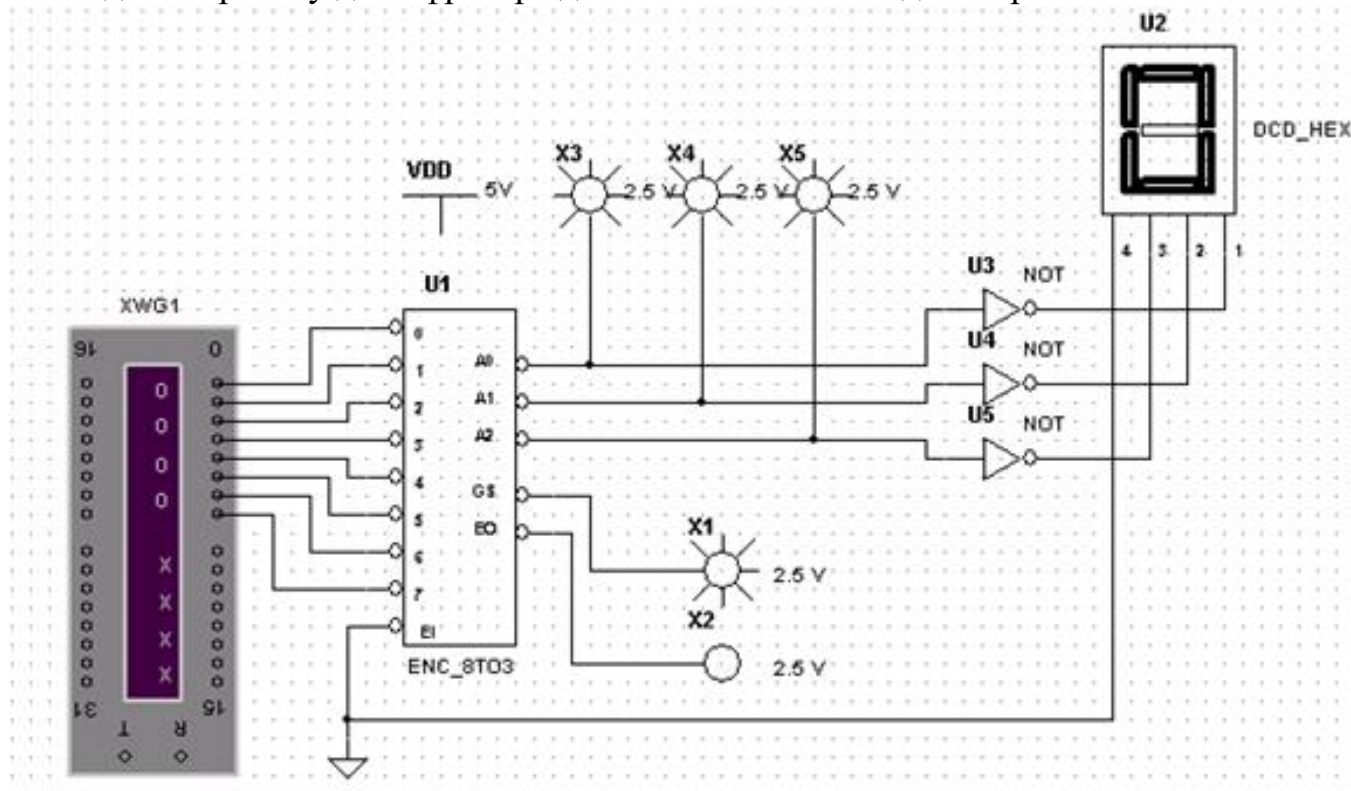 U2
DCD_HEX
4 3 2 1
X3 X4 X5
2.5 V 2.5 V 2.5 V
VDD
5V
U1
XWG1
U3 NOT
U4 NOT
U5 NOT
16 0
0
0
0
0
X
X
X
X
31 15
T R
0
1
2
3
4
5
6
7
EI
A0
A1
A2
GS
EO
ENC_8TO3
X1
2.5 V
X2
2.5 V